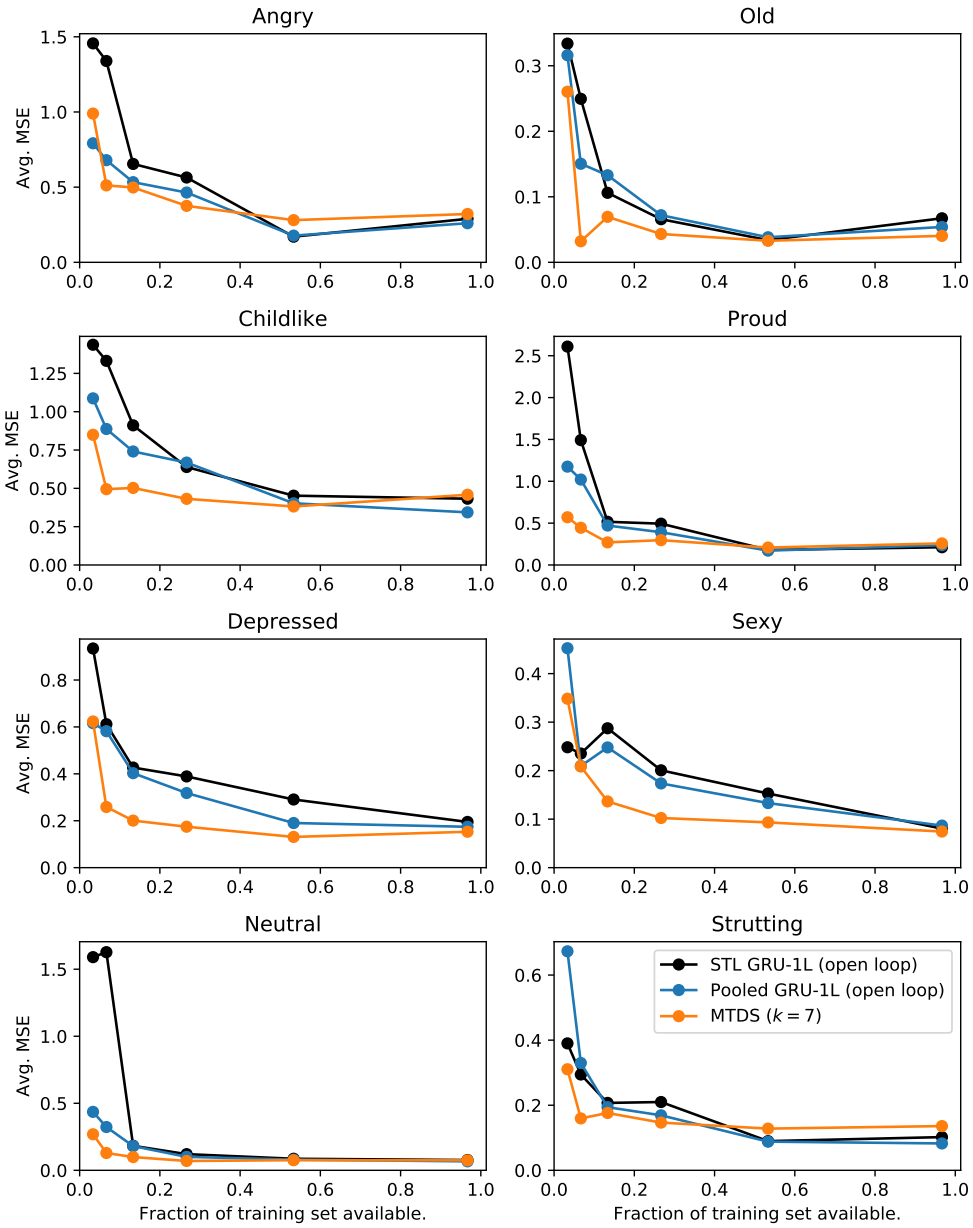 Angry
Old
Avg. MSE
1.5
1.0
0.5
0.0
0.0 0.2 0.4 0.6 0.8 1.0
0.3
0.2
0.1
0.0
0.0 0.2 0.4 0.6 0.8 1.0
Childlike
Proud
Avg. MSE
1.25
1.00
0.75
0.50
0.25
0.00
0.0 0.2 0.4 0.6 0.8 1.0
2.5
2.0
1.5
1.0
0.5
0.0
0.0 0.2 0.4 0.6 0.8 1.0
Depressed
Sexy
Avg. MSE
0.8
0.6
0.4
0.2
0.0
0.0 0.2 0.4 0.6 0.8 1.0
0.4
0.3
0.2
0.1
0.0
0.0 0.2 0.4 0.6 0.8 1.0
Neutral
Strutting
Avg. MSE
1.5
1.0
0.5
0.0
0.0 0.2 0.4 0.6 0.8 1.0
Fraction of training set available.
0.6
0.4
0.2
0.0
STL GRU-1L (open loop)
Pooled GRU-1L (open loop)
MTDS (k = 7)
0.0 0.2 0.4 0.6 0.8 1.0
Fraction of training set available.